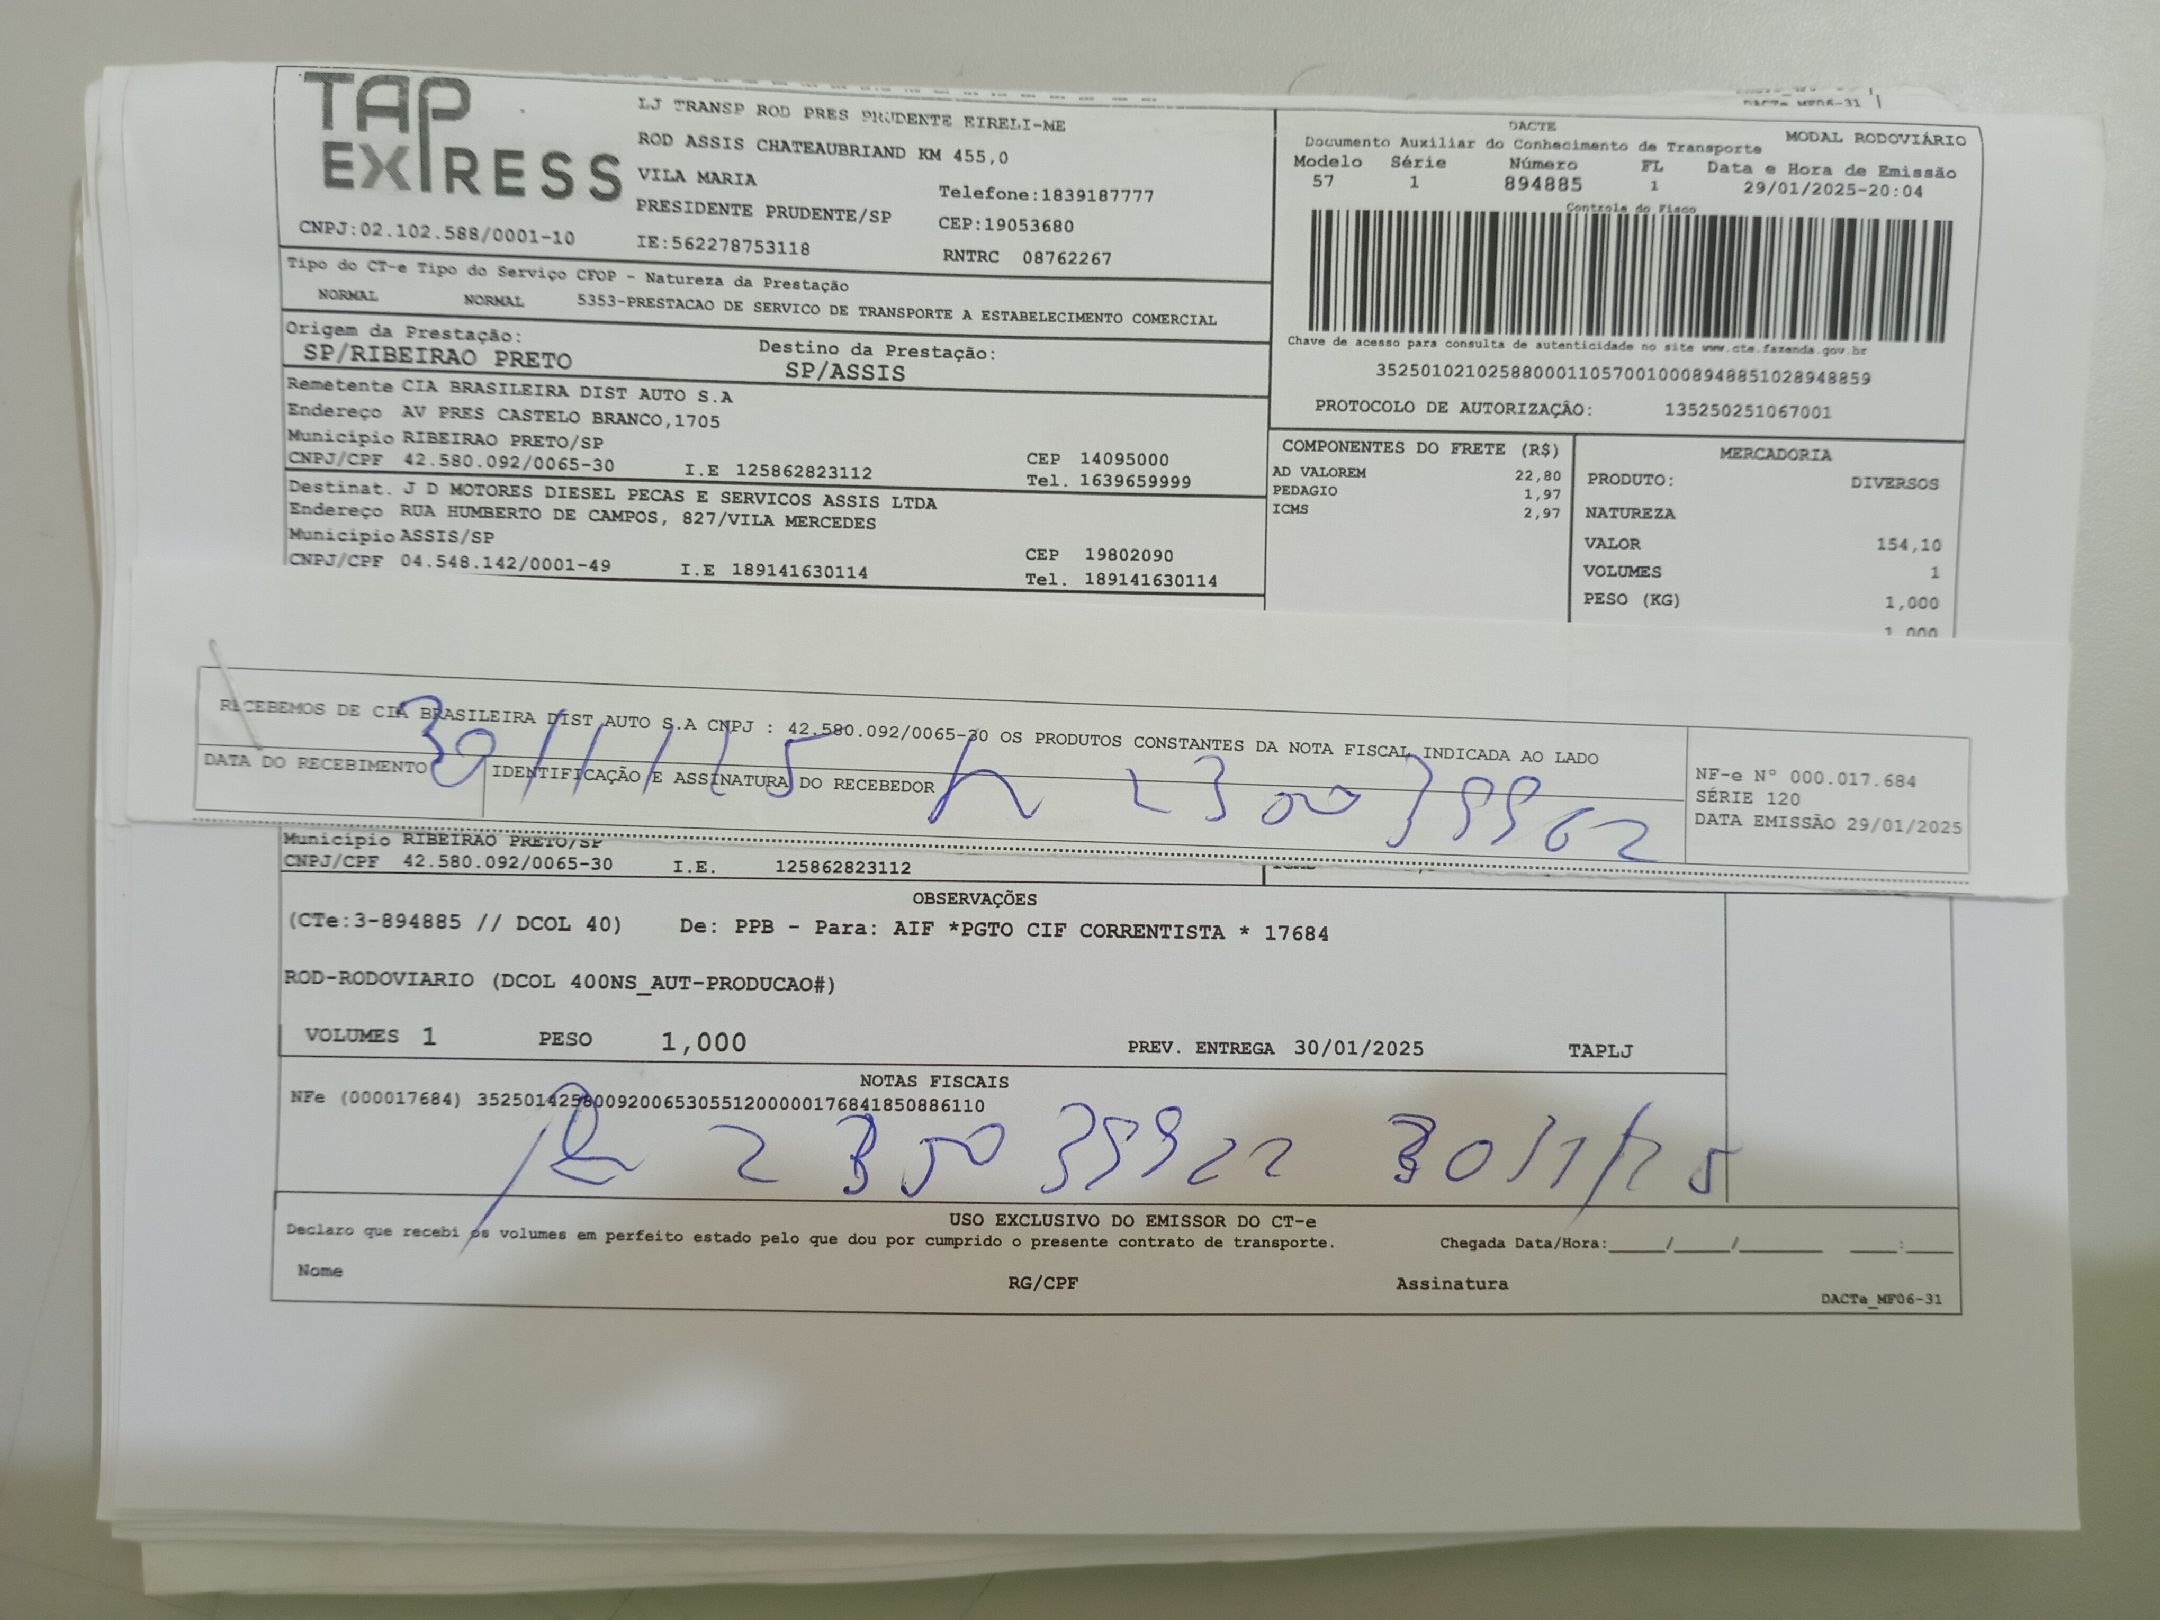 TAP
EXPRESS
LJ TRANSP ROD PRES PRUDENTE EIRELI-ME
ROD ASSIS CHATEAUBRIAND KM 455,0
VILA MARIA
Telefone:1839187777
PRESIDENTE PRUDENTE/SP
CEP:19053680
CNPJ:02.102.588/0001-10
IE:562278753118
RNTRC 08762267
DACTe_MF06-31
DACTE
MODAL RODOVIÁRIO
Documento Auxiliar do Conhecimento de Transporte
Modelo Série Número FL Data e Hora de Emissão
57 1 894885 1 29/01/2025-20:04
Controle do Fisco
Chave de acesso para consulta de autenticidade no site www.cte.fazenda.gov.br
35250102102588000110570010008948851028948859
PROTOCOLO DE AUTORIZAÇÂO: 135250251067001
Tipo do CT-e Tipo do Serviço CFOP - Natureza da Prestação
NORMAL NORMAL 5353-PRESTACAO DE SERVICO DE TRANSPORTE A ESTABELECIMENTO COMERCIAL
Origem da Prestação: Destino da Prestação:
SP/RIBEIRAO PRETO SP/ASSIS
Remetente CIA BRASILEIRA DIST AUTO S.A
Endereço AV PRES CASTELO BRANCO,1705
Município RIBEIRAO PRETO/SP CEP 14095000
CNPJ/CPF 42.580.092/0065-30 I.E 125862823112 Tel. 1639659999
Destinat. J D MOTORES DIESEL PECAS E SERVICOS ASSIS LTDA
Endereço RUA HUMBERTO DE CAMPOS, 827/VILA MERCEDES
Município ASSIS/SP CEP 19802090
CNPJ/CPF 04.548.142/0001-49 I.E 189141630114 Tel. 189141630114
COMPONENTES DO FRETE (R$)
AD VALOREM 22,80
PEDAGIO 1,97
ICMS 2,97
MERCADORIA
PRODUTO: DIVERSOS
NATUREZA
VALOR 154,10
VOLUMES 1
PESO (KG) 1,000
1,000
RECEBEMOS DE CIA BRASILEIRA DIST AUTO S.A CNPJ : 42.580.092/0065-30 OS PRODUTOS CONSTANTES DA NOTA FISCAL INDICADA AO LADO
DATA DO RECEBIMENTO IDENTIFICAÇÃO E ASSINATURA DO RECEBEDOR
30/1/25
NF-e Nº 000.017.684
SÉRIE 120
DATA EMISSÃO 29/01/2025
Município RIBEIRAO PRETO/SP
CNPJ/CPF 42.580.092/0065-30 I.E. 125862823112
OBSERVAÇÕES
(CTe:3-894885 // DCOL 40) De: PPB - Para: AIF *PGTO CIF CORRENTISTA * 17684
ROD-RODOVIARIO (DCOL 400NS_AUT-PRODUCAO#)
VOLUMES 1 PESO 1,000 PREV. ENTREGA 30/01/2025 TAPLJ
NOTAS FISCAIS
NFe (000017684) 35250142580092006530551200000176841850886110
30/1/25
USO EXCLUSIVO DO EMISSOR DO CT-e
Declaro que recebi os volumes em perfeito estado pelo que dou por cumprido o presente contrato de transporte. Chegada Data/Hora:_____/_____/_______ ____:____
Nome RG/CPF Assinatura
DACTe_MF06-31